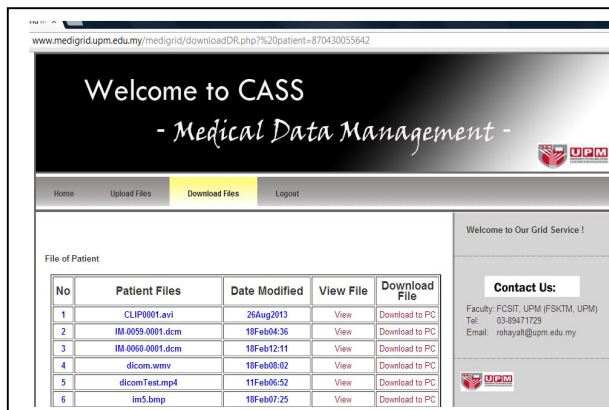 www.medigrid.upm.edu.my/medigrid/downloadDR.php?%20patient=870430055642
Welcome to CASS
- Medical Data Management -
UPM
Home Upload Files Download Files Logout
Welcome to Our Grid Service !
File of Patient
No Patient Files Date Modified View File Download File
1 CLIP0001.avi 26Aug2013 View Download to PC
2 IM-0059-0001.dcm 18Feb04:36 View Download to PC
3 IM-0060-0001.dcm 18Feb12:11 View Download to PC
4 dicom.wmv 18Feb08:02 View Download to PC
5 dicomTest.mp4 11Feb06:52 View Download to PC
6 im5.bmp 18Feb07:25 View Download to PC
Contact Us:
Faculty: FCSIT, UPM (FSKTM, UPM)
Tel: 03-89471729
Email: rohayalt@upm.edu.my
UPM